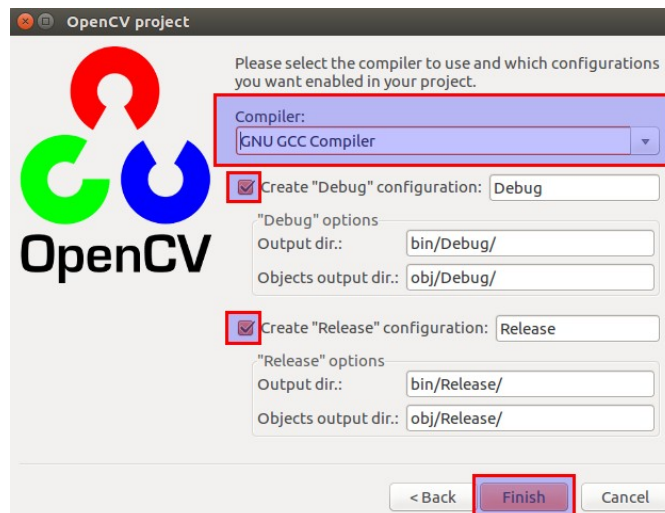 OpenCV project
Please select the compiler to use and which configurations
you want enabled in your project.
Compiler:
GNU GCC Compiler
Create "Debug" configuration: Debug
"Debug" options
Output dir.: bin/Debug/
Objects output dir.: obj/Debug/
Create "Release" configuration: Release
"Release" options
Output dir.: bin/Release/
Objects output dir.: obj/Release/
OpenCV
< Back Finish Cancel